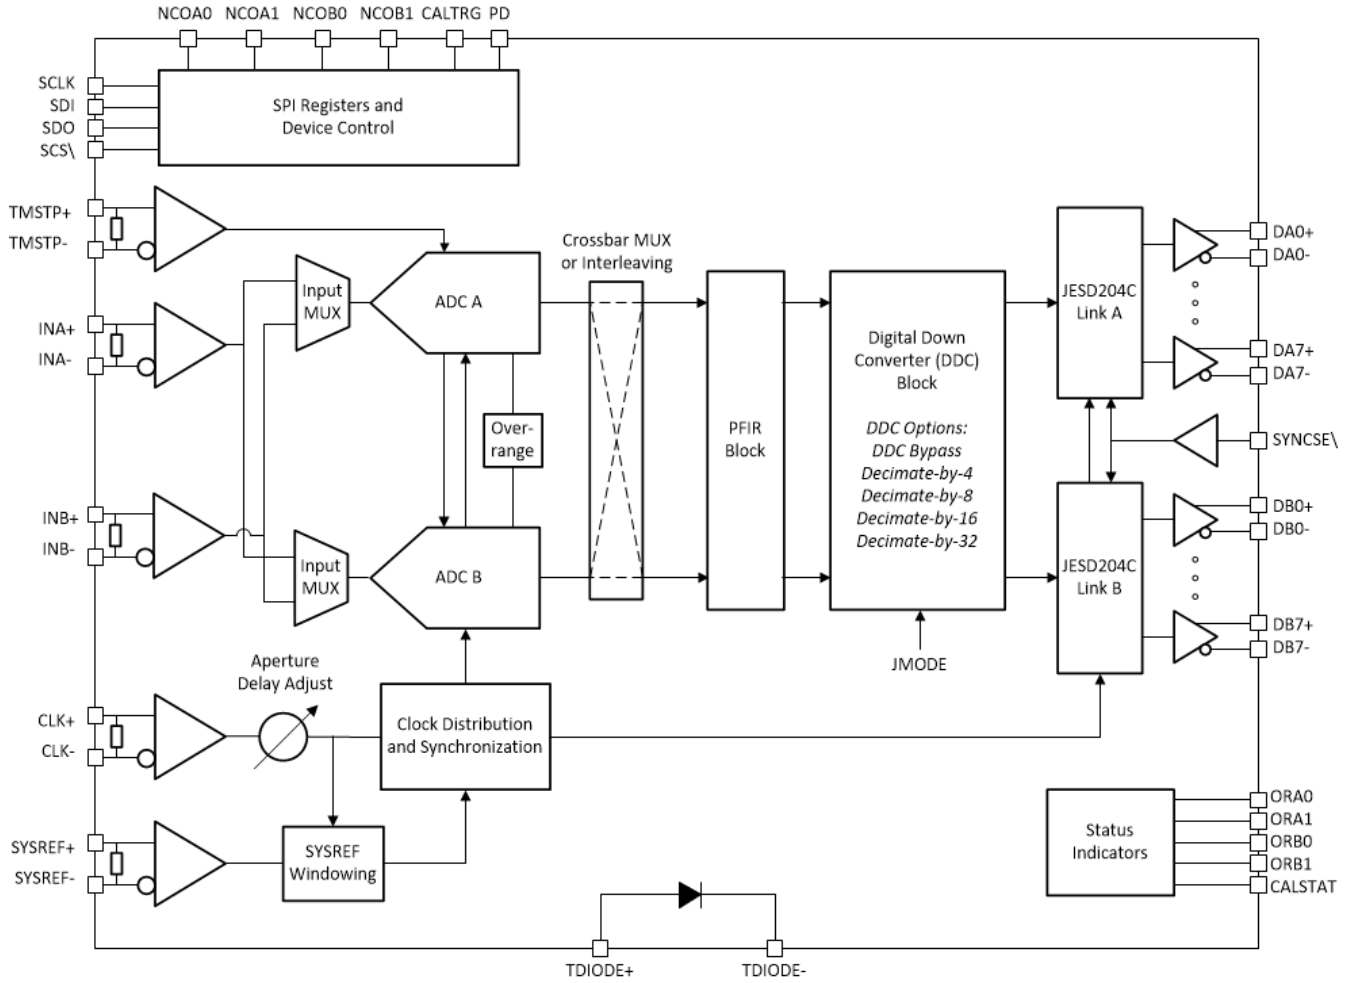 NCOA0 NCOA1 NCOB0 NCOB1 CALTRG PD
SCLK
SDI
SDO
SCS\
SPI Registers and
Device Control
TMSTP+
TMSTP-
INA+
INA-
INB+
INB-
Input
MUX
ADC A
Over-
range
Input
MUX
ADC B
Crossbar MUX
or Interleaving
PFIR
Block
Digital Down
Converter (DDC)
Block
DDC Options:
DDC Bypass
Decimate-by-4
Decimate-by-8
Decimate-by-16
Decimate-by-32
JMODE
JESD204C
Link A
JESD204C
Link B
DA0+
DA0-
DA7+
DA7-
SYNCSE\
DB0+
DB0-
DB7+
DB7-
Aperture
Delay Adjust
CLK+
CLK-
Clock Distribution
and Synchronization
SYSREF+
SYSREF-
SYSREF
Windowing
Status
Indicators
ORA0
ORA1
ORB0
ORB1
CALSTAT
TDIODE+
TDIODE-